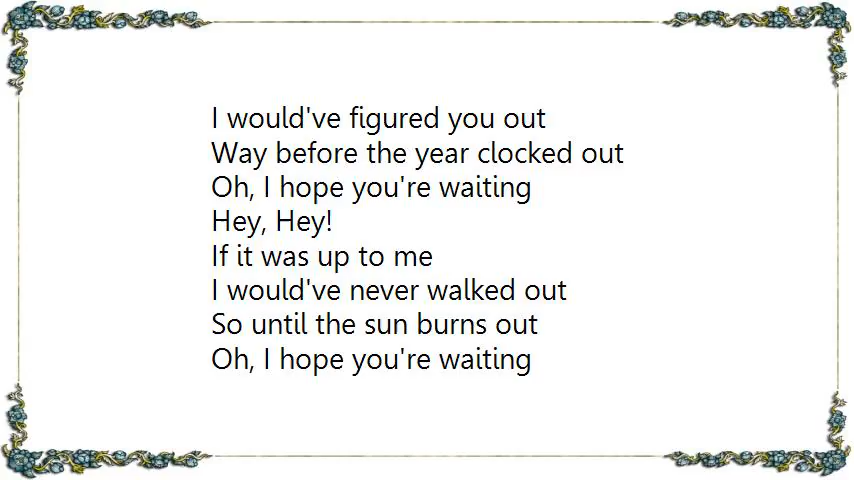 I would've figured you out
Way before the year clocked out
Oh, I hope you're waiting
Hey, Hey!
If it was up to me
I would've never walked out
So until the sun burns out
Oh, I hope you're waiting